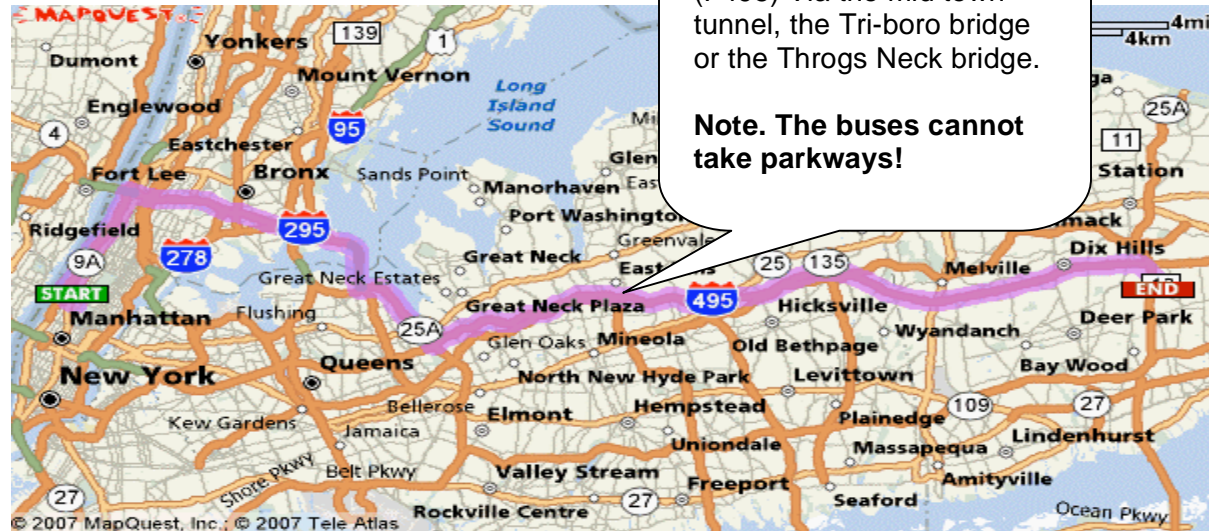 MAPQUEST
tunnel, the Tri-boro bridge
or the Throgs Neck bridge.
Note. The buses cannot
take parkways!
4mi
4km
139
1
Yonkers
Dumont
Mount Vernon
Long
Island
Sound
Englewood
95
25A
4
Eastchester
11
Glen
Station
Fort Lee
Bronx
Sands Point
Manorhaven
Port Washington
295
Ridgefield
Greenvale
Dix Hills
9A
278
Great Neck
25
135
Melville
Great Neck Estates
START
495
END
Great Neck Plaza
Hicksville
Manhattan
Flushing
Deer Park
25A
Glen Oaks
Mineola
Wyandanch
Old Bethpage
Queens
Bay Wood
New York
North New Hyde Park
Levittown
Bellerose
Elmont
Hempstead
109
27
Kew Gardens
Plainedge
Jamaica
Uniondale
Lindenhurst
Massapequa
Shore Pkwy
Belt Pkwy
Valley Stream
Amityville
Freeport
27
27
Seaford
Rockville Centre
Ocean Pkwy
© 2007 MapQuest, Inc.; © 2007 Tele Atlas